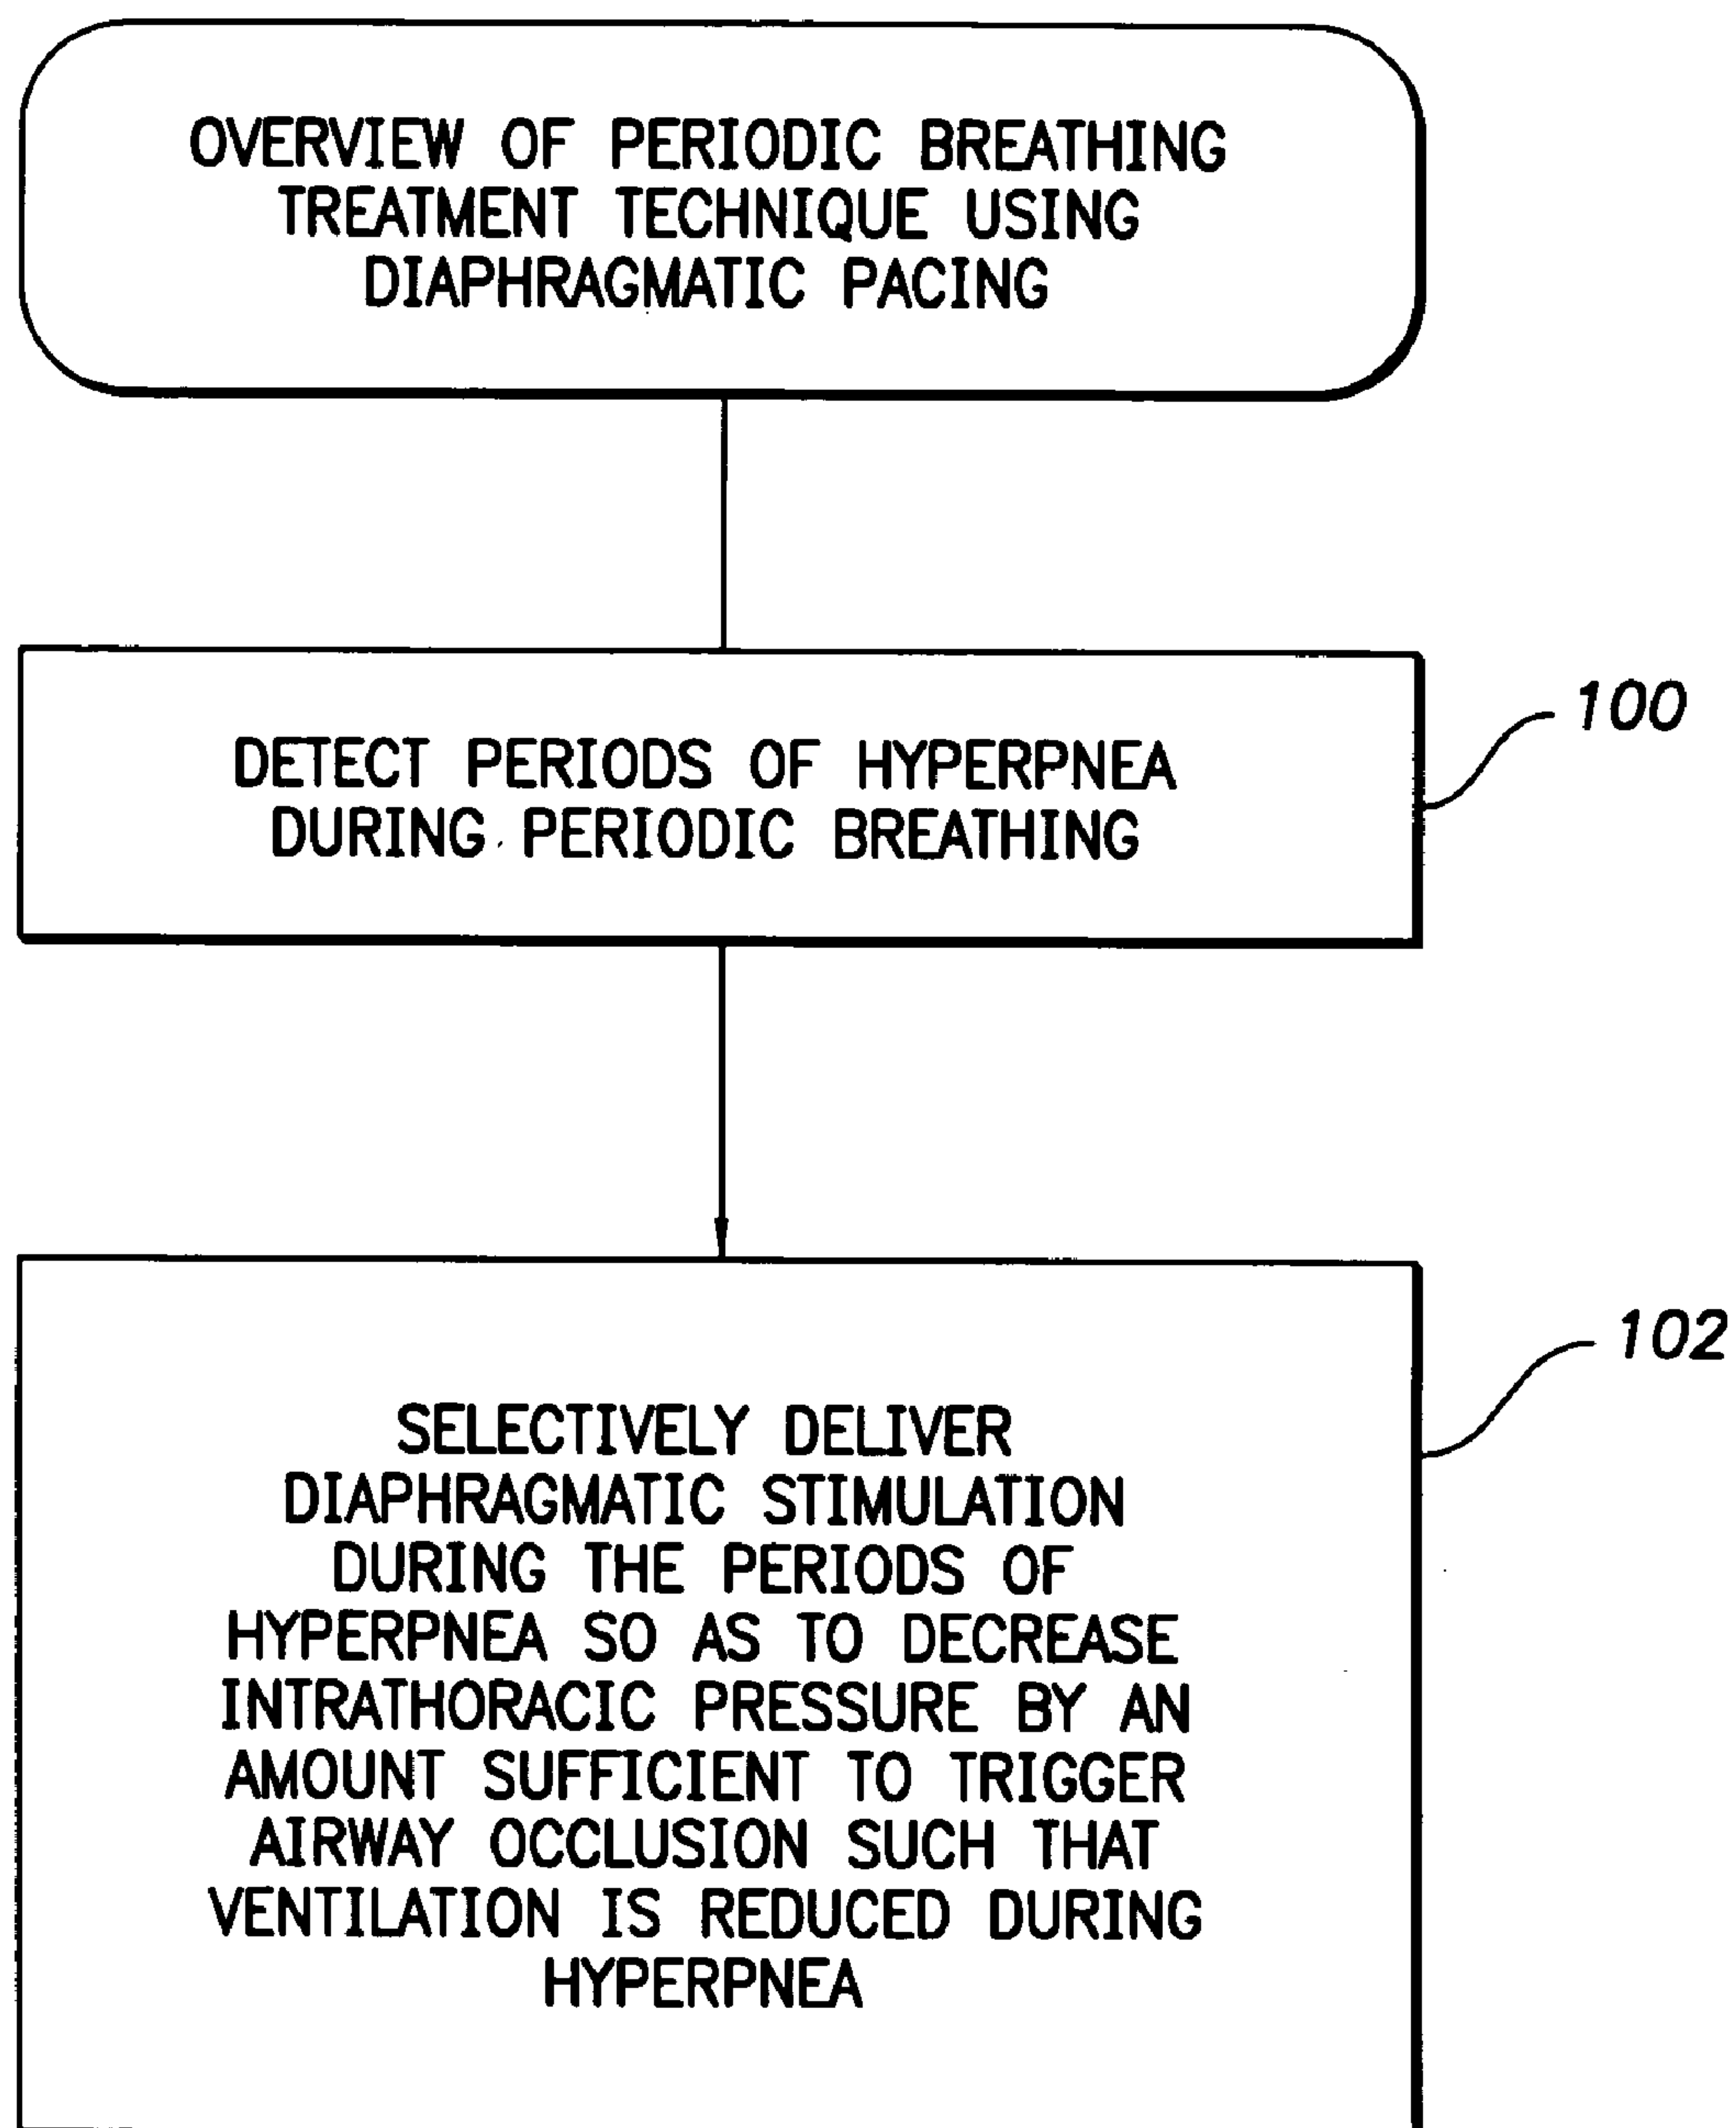 OVERVIEW OF PERIODIC BREATHING
TREATMENT TECHNIQUE USING
DIAPHRAGMATIC PACING
DETECT PERIODS OF HYPERPNEA
DURING PERIODIC BREATHING
100
SELECTIVELY DELIVER
DIAPHRAGMATIC STIMULATION
DURING THE PERIODS OF
HYPERPNEA SO AS TO DECREASE
INTRATHORACIC PRESSURE BY AN
AMOUNT SUFFICIENT TO TRIGGER
AIRWAY OCCLUSION SUCH THAT
VENTILATION IS REDUCED DURING
HYPERPNEA
102